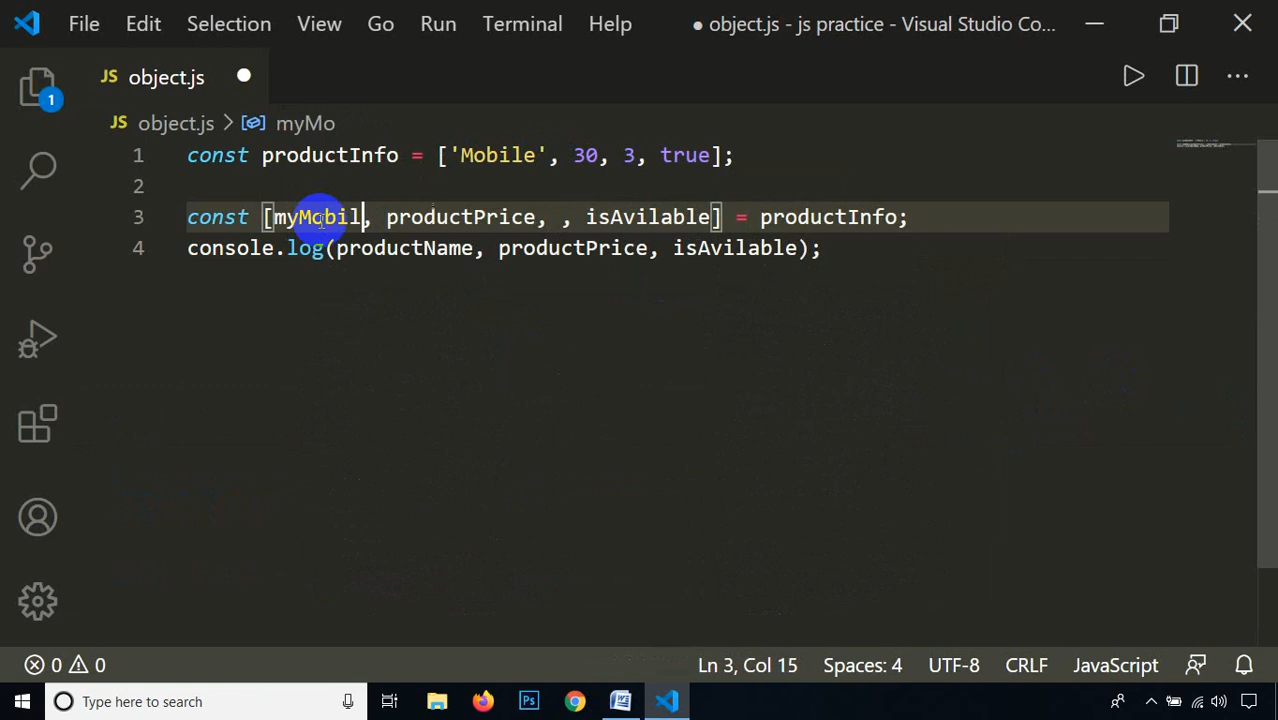 File Edit Selection View Go Run Terminal Help ● object.js - js practice - Visual Studio Co...
JS object.js ●
JS object.js > myMo
1 const productInfo = ['Mobile', 30, 3, true];
2
3 const [myMobil, productPrice, , isAvilable] = productInfo;
4 console.log(productName, productPrice, isAvilable);
1
0 0 Ln 3, Col 15 Spaces: 4 UTF-8 CRLF JavaScript
Type here to search Ps W